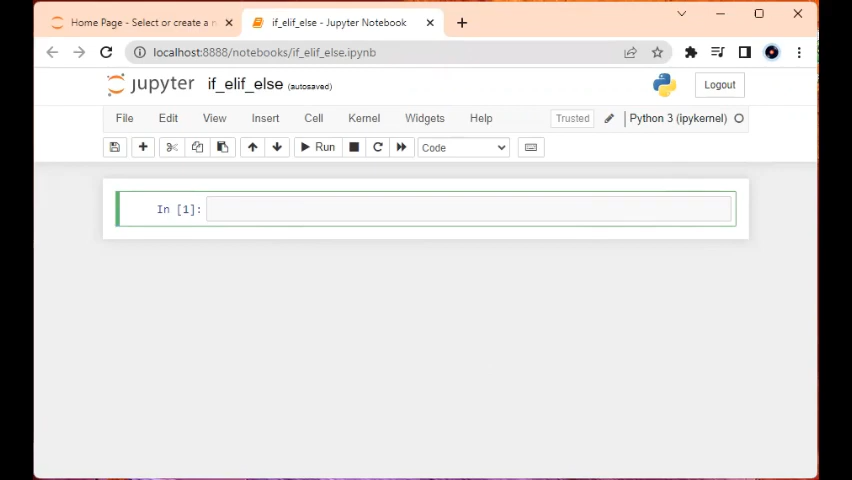 Home Page - Select or create a n
if_elif_else - Jupyter Notebook
localhost:8888/notebooks/if_elif_else.ipynb
jupyter if_elif_else (autosaved) Logout
File Edit View Insert Cell Kernel Widgets Help Trusted Python 3 (ipykernel)
Run Code
In [1]: